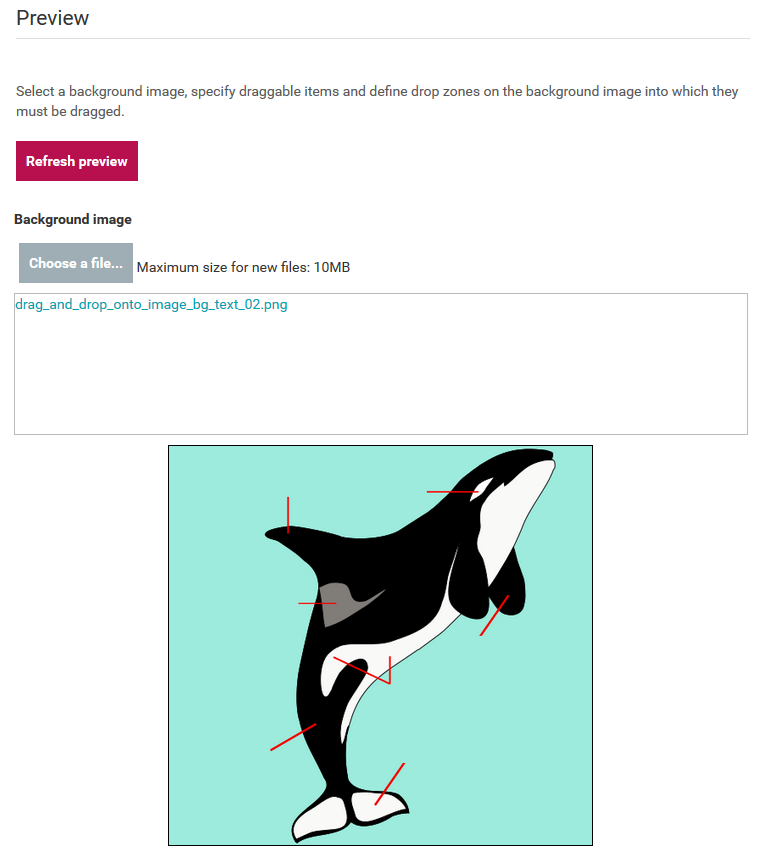 Preview
Select a background image, specify draggable items and define drop zones on the background image into which they
must be dragged.
Refresh preview
Background image
Choose a file... Maximum size for new files: 10MB
drag_and_drop_onto_image_bg_text_02.png